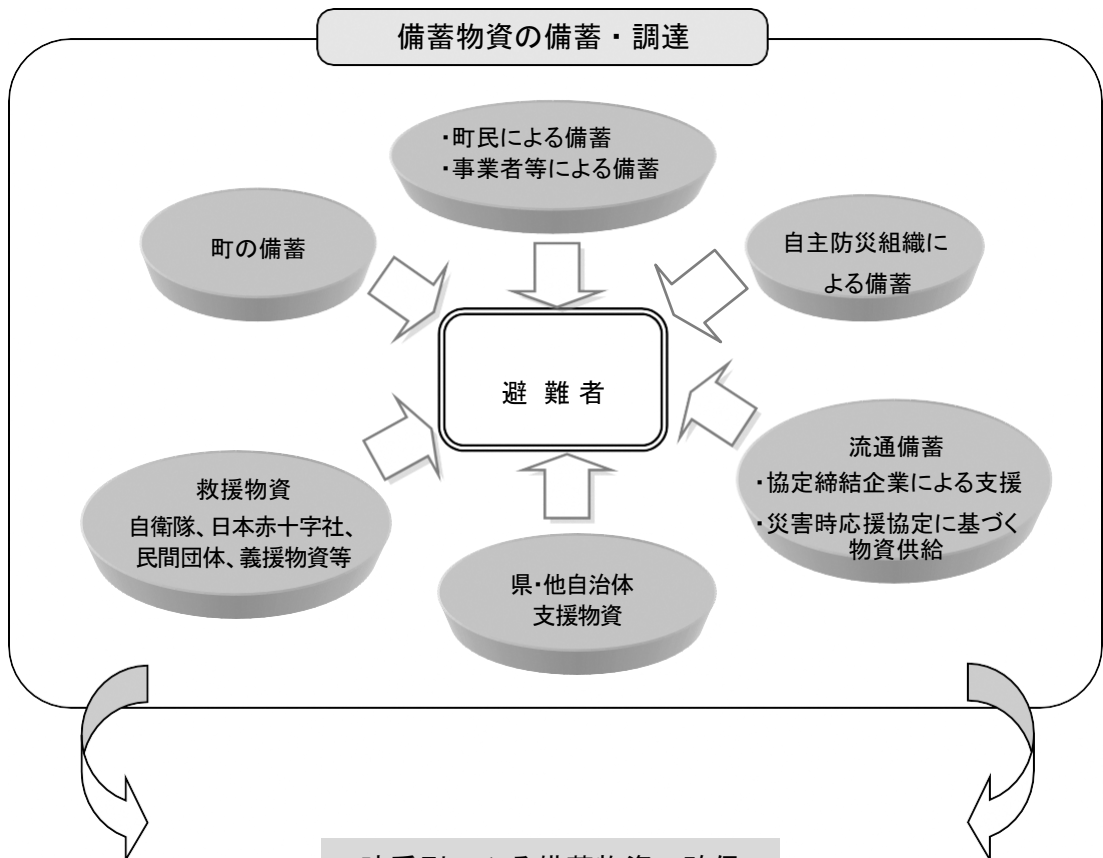 備蓄物資の備蓄・調達
・町民による備蓄
・事業者等による備蓄
町の備蓄
自主防災組織に
よる備蓄
避 難 者
流通備蓄
・協定締結企業による支援
・災害時応援協定に基づく
物資供給
救援物資
自衛隊、日本赤十字社、
民間団体、義援物資等
県・他自治体
支援物資